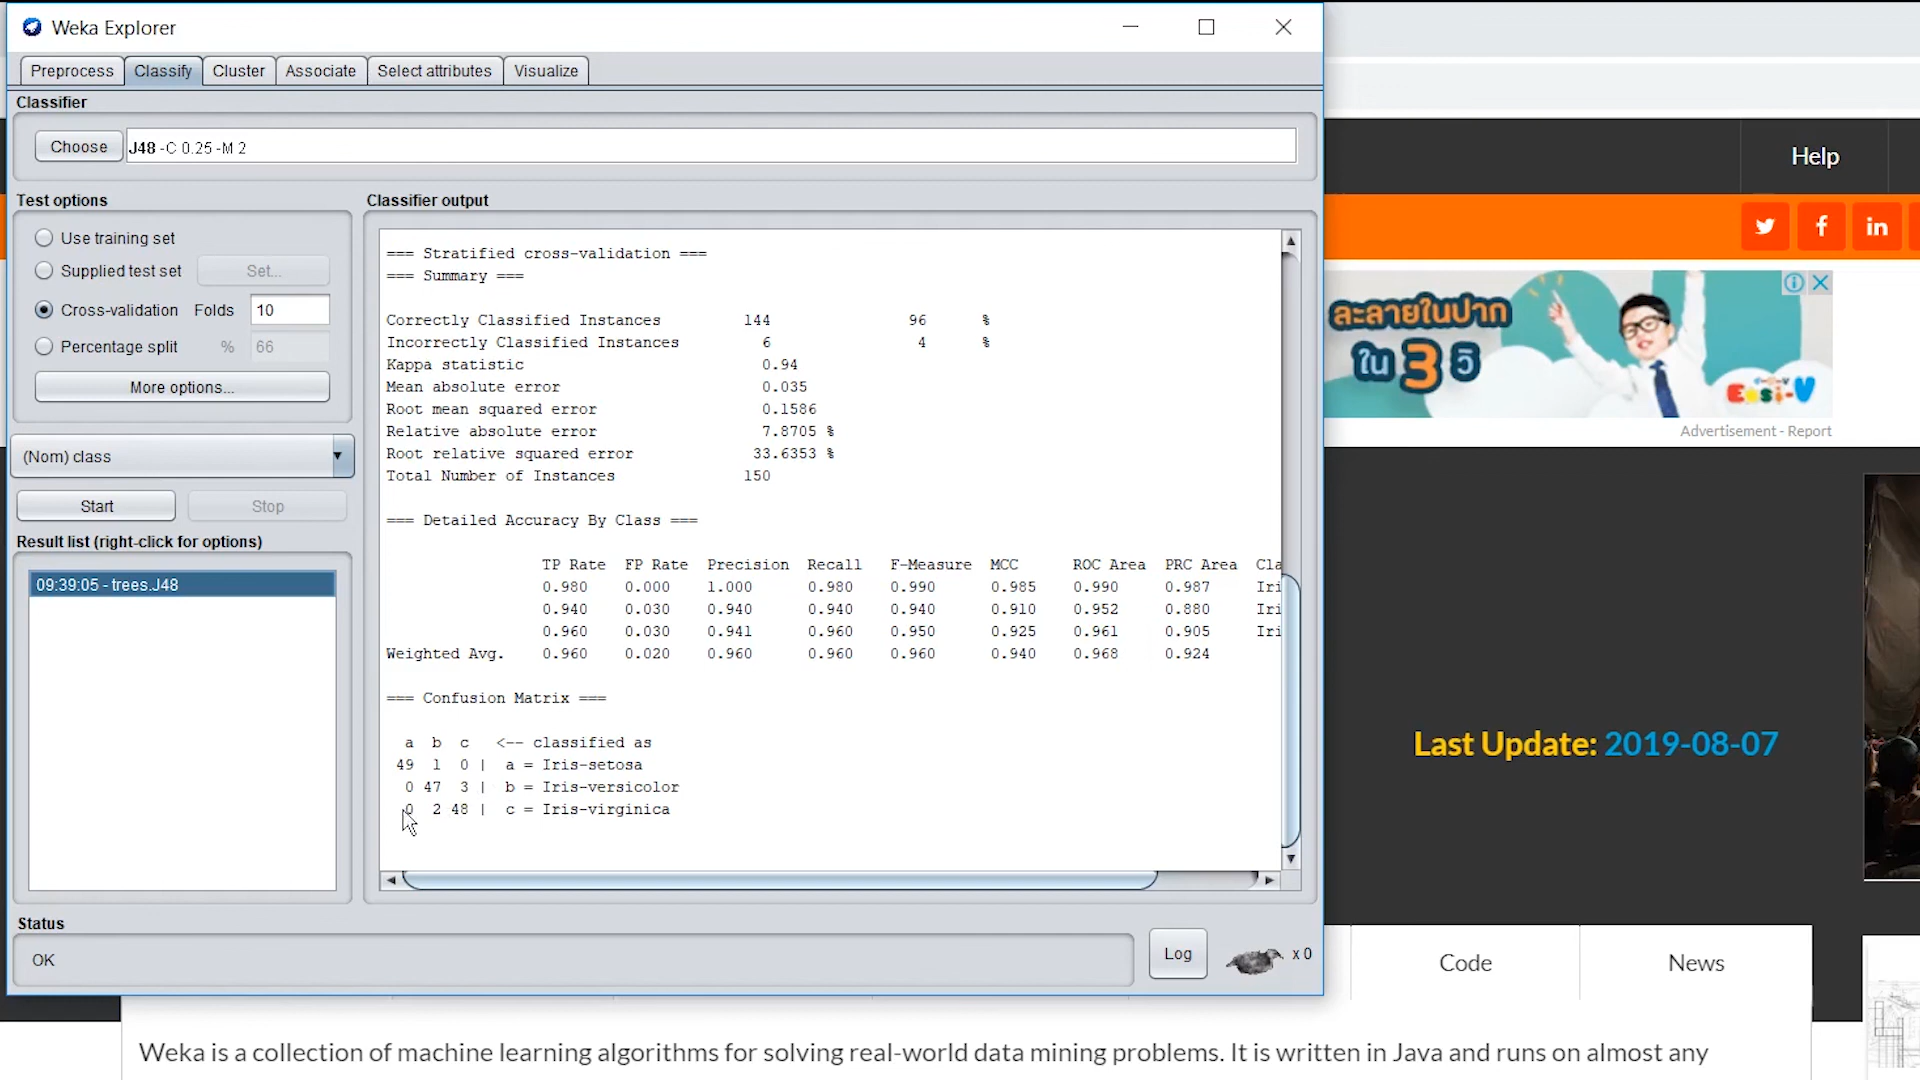 Weka Explorer
Preprocess Classify Cluster Associate Select attributes Visualize
Classifier
Choose J48 -C 0.25 -M 2
Test options
Use training set
Supplied test set Set...
Cross-validation Folds 10
Percentage split % 66
More options...
(Nom) class
Start Stop
Result list (right-click for options)
09:39:05 - trees.J48
Classifier output
=== Stratified cross-validation ===
=== Summary ===
Correctly Classified Instances 144 96 %
Incorrectly Classified Instances 6 4 %
Kappa statistic 0.94
Mean absolute error 0.035
Root mean squared error 0.1586
Relative absolute error 7.8705 %
Root relative squared error 33.6353 %
Total Number of Instances 150
=== Detailed Accuracy By Class ===
TP Rate FP Rate Precision Recall F-Measure MCC ROC Area PRC Area Cla
0.980 0.000 1.000 0.980 0.990 0.985 0.990 0.987 Iri
0.940 0.030 0.940 0.940 0.940 0.910 0.952 0.880 Iri
0.960 0.030 0.941 0.960 0.950 0.925 0.961 0.905 Iri
Weighted Avg. 0.960 0.020 0.960 0.960 0.960 0.940 0.968 0.924
=== Confusion Matrix ===
a b c <-- classified as
49 1 0 | a = Iris-setosa
0 47 3 | b = Iris-versicolor
0 2 48 | c = Iris-virginica
Status
OK
Log x 0
Help
in
ละลายในปาก
ใน 3 วิ
Eosi-V
Advertisement - Report
Last Update: 2019-08-07
Code News
Weka is a collection of machine learning algorithms for solving real-world data mining problems. It is written in Java and runs on almost any